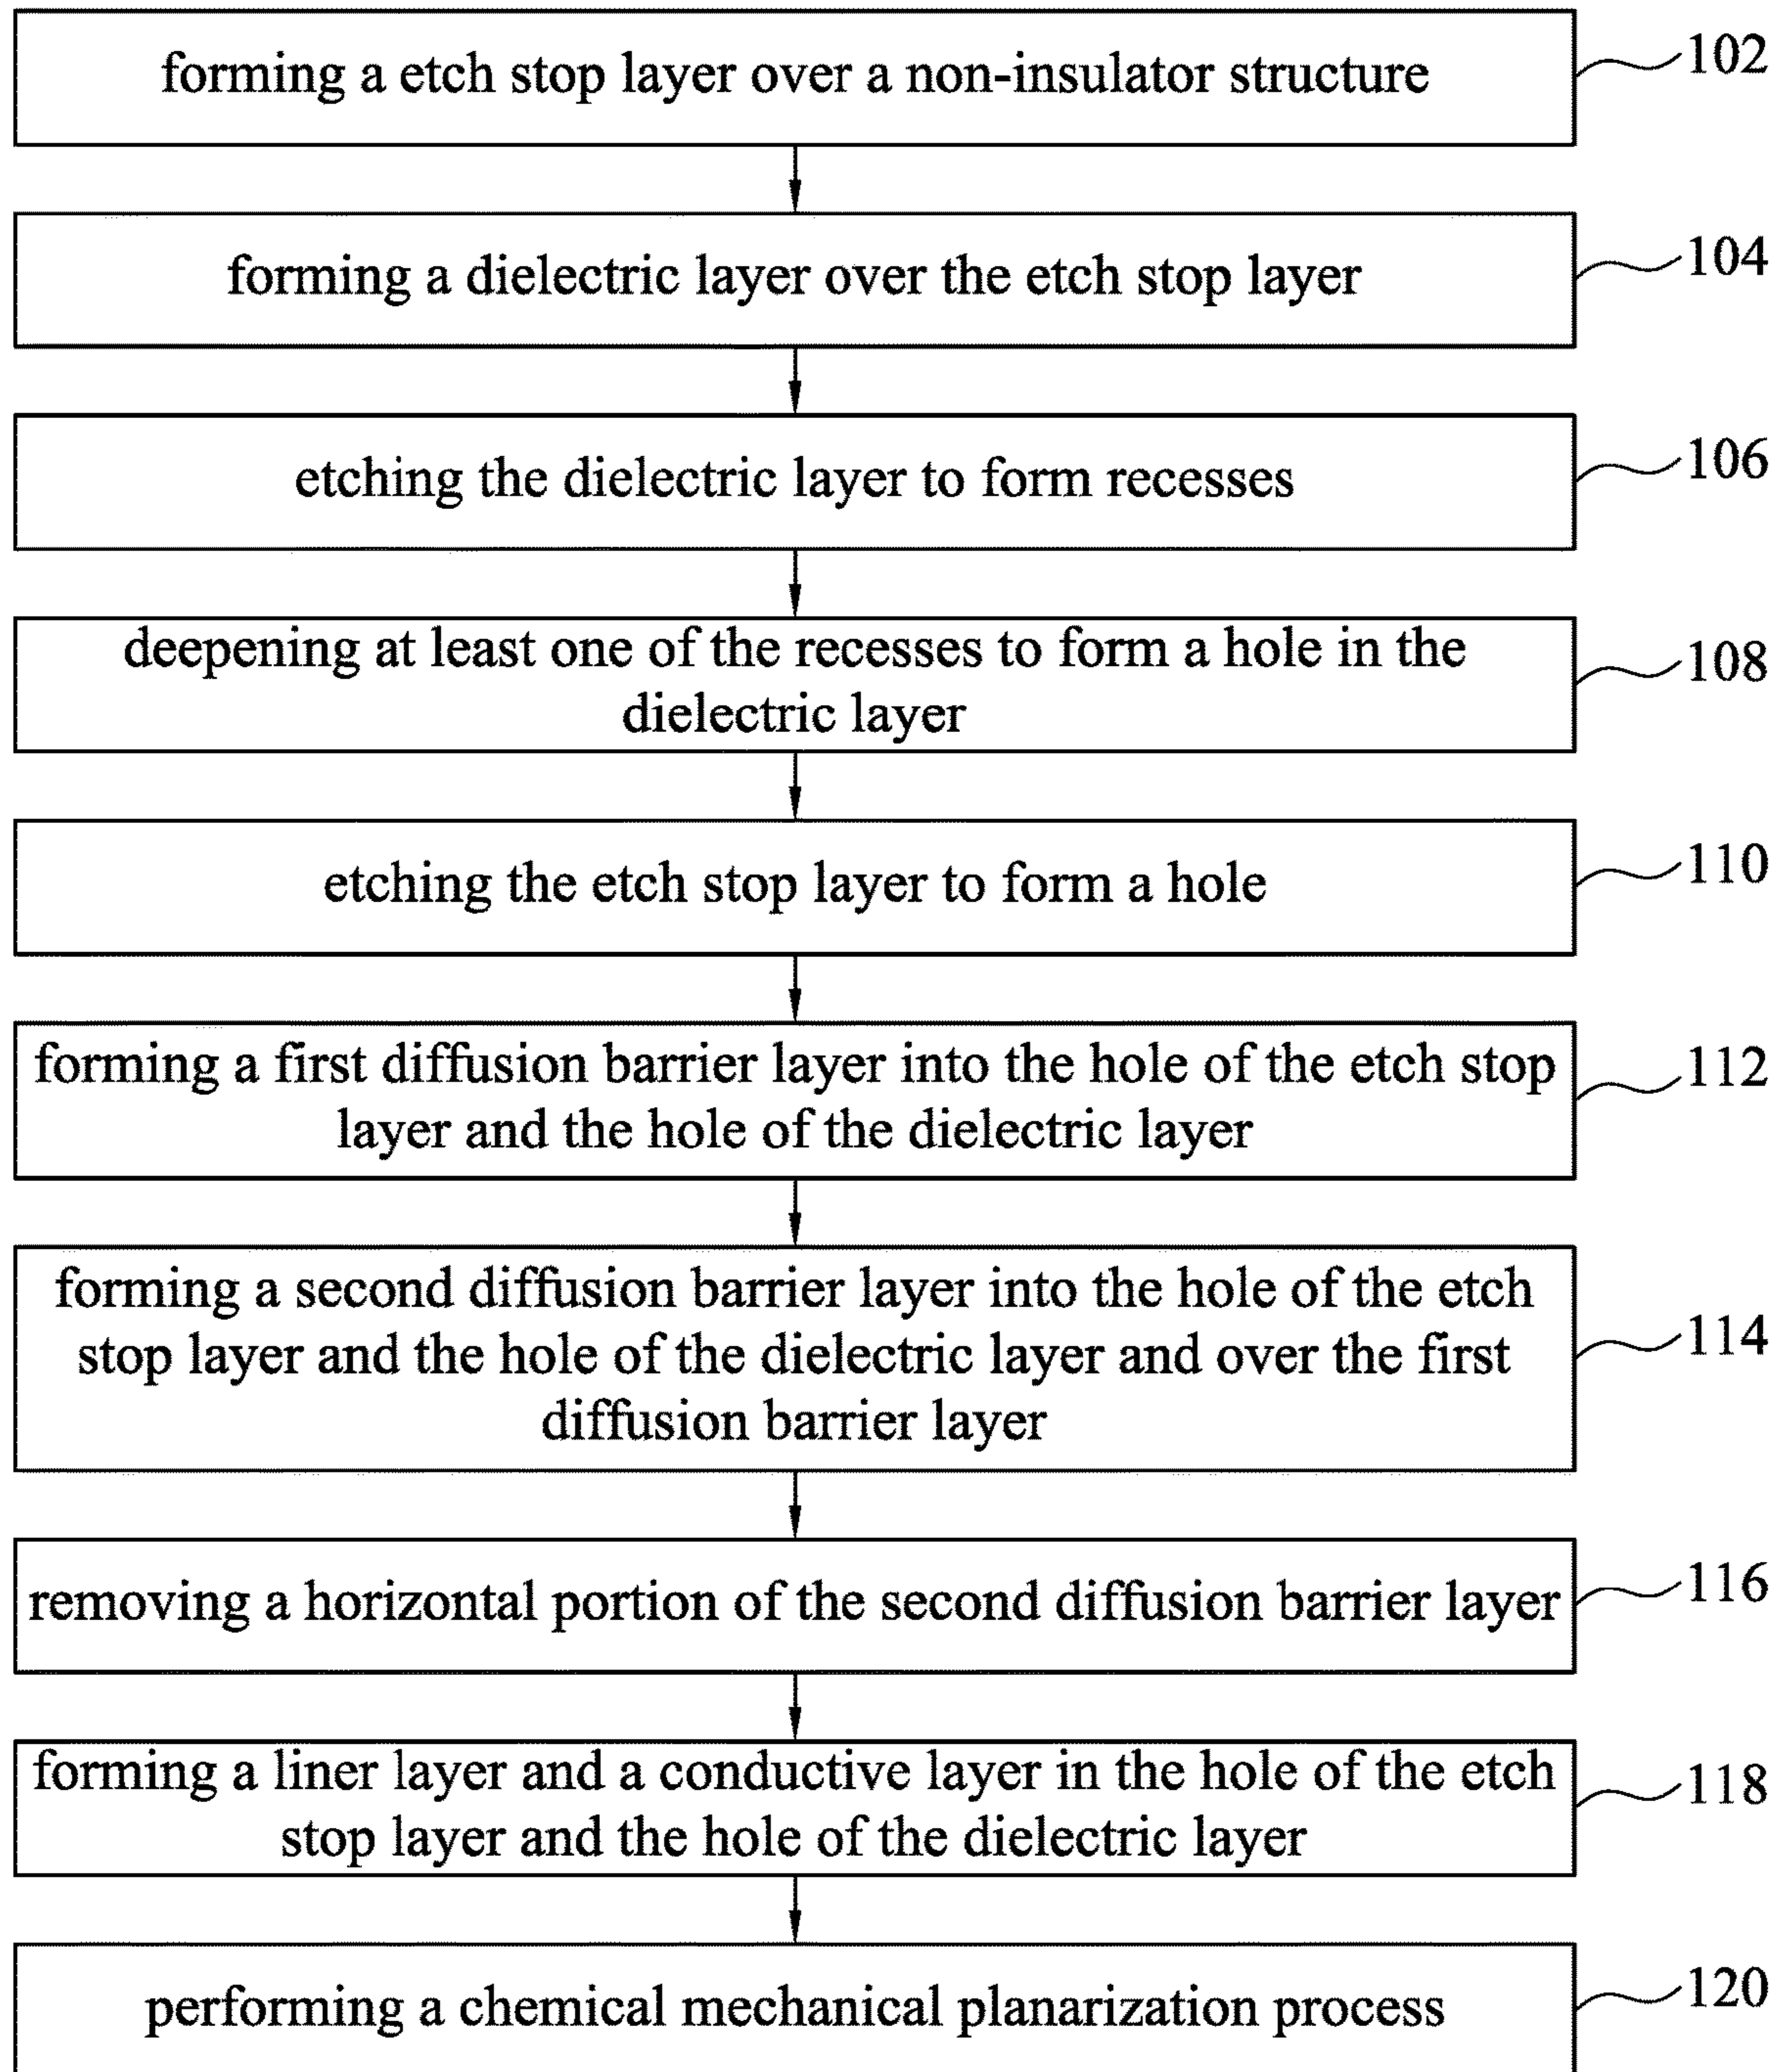 forming a etch stop layer over a non-insulator structure
102
forming a dielectric layer over the etch stop layer
104
etching the dielectric layer to form recesses
106
deepening at least one of the recesses to form a hole in the
dielectric layer
108
etching the etch stop layer to form a hole
110
forming a first diffusion barrier layer into the hole of the etch stop
layer and the hole of the dielectric layer
112
forming a second diffusion barrier layer into the hole of the etch
stop layer and the hole of the dielectric layer and over the first
diffusion barrier layer
114
removing a horizontal portion of the second diffusion barrier layer
116
forming a liner layer and a conductive layer in the hole of the etch
stop layer and the hole of the dielectric layer
118
performing a chemical mechanical planarization process
120